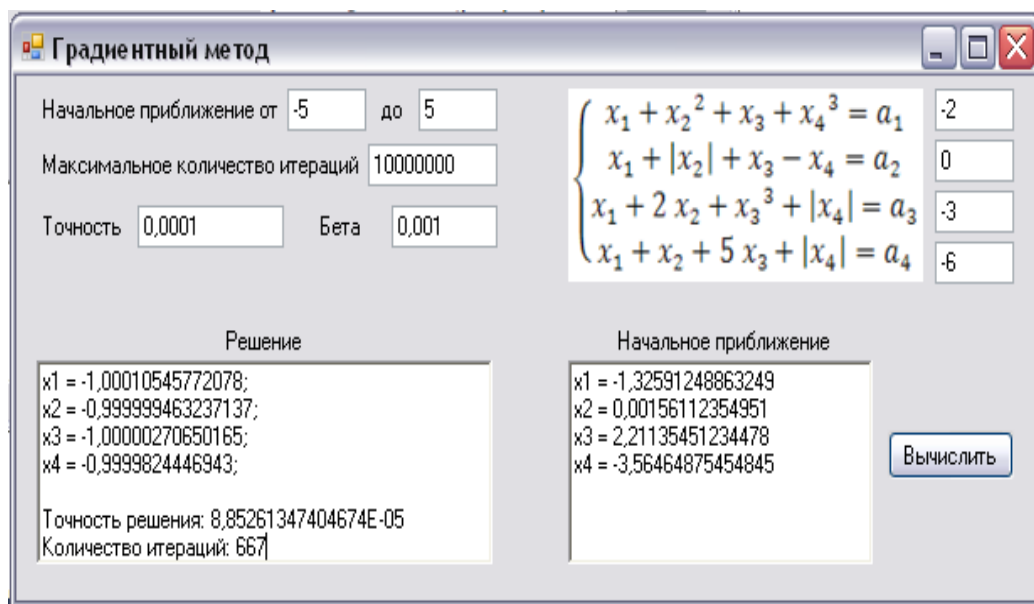 Градиентный метод
Начальное приближение от -5 до 5
Максимальное количество итераций 10000000
Точность 0,0001 Бета 0,001
x₁ + x₂² + x₃ + x₄³ = a₁ -2
x₁ + |x₂| + x₃ − x₄ = a₂ 0
x₁ + 2 x₂ + x₃³ + |x₄| = a₃ -3
x₁ + x₂ + 5 x₃ + |x₄| = a₄ -6
Решение
x1 = -1,00010545772078;
x2 = -0,999999463237137;
x3 = -1,00000270650165;
x4 = -0,9999824446943;
Точность решения: 8,85261347404674E-05
Количество итераций: 667
Начальное приближение
x1 = -1,32591248863249
x2 = 0,00156112354951
x3 = 2,21135451234478
x4 = -3,56464875454845
Вычислить